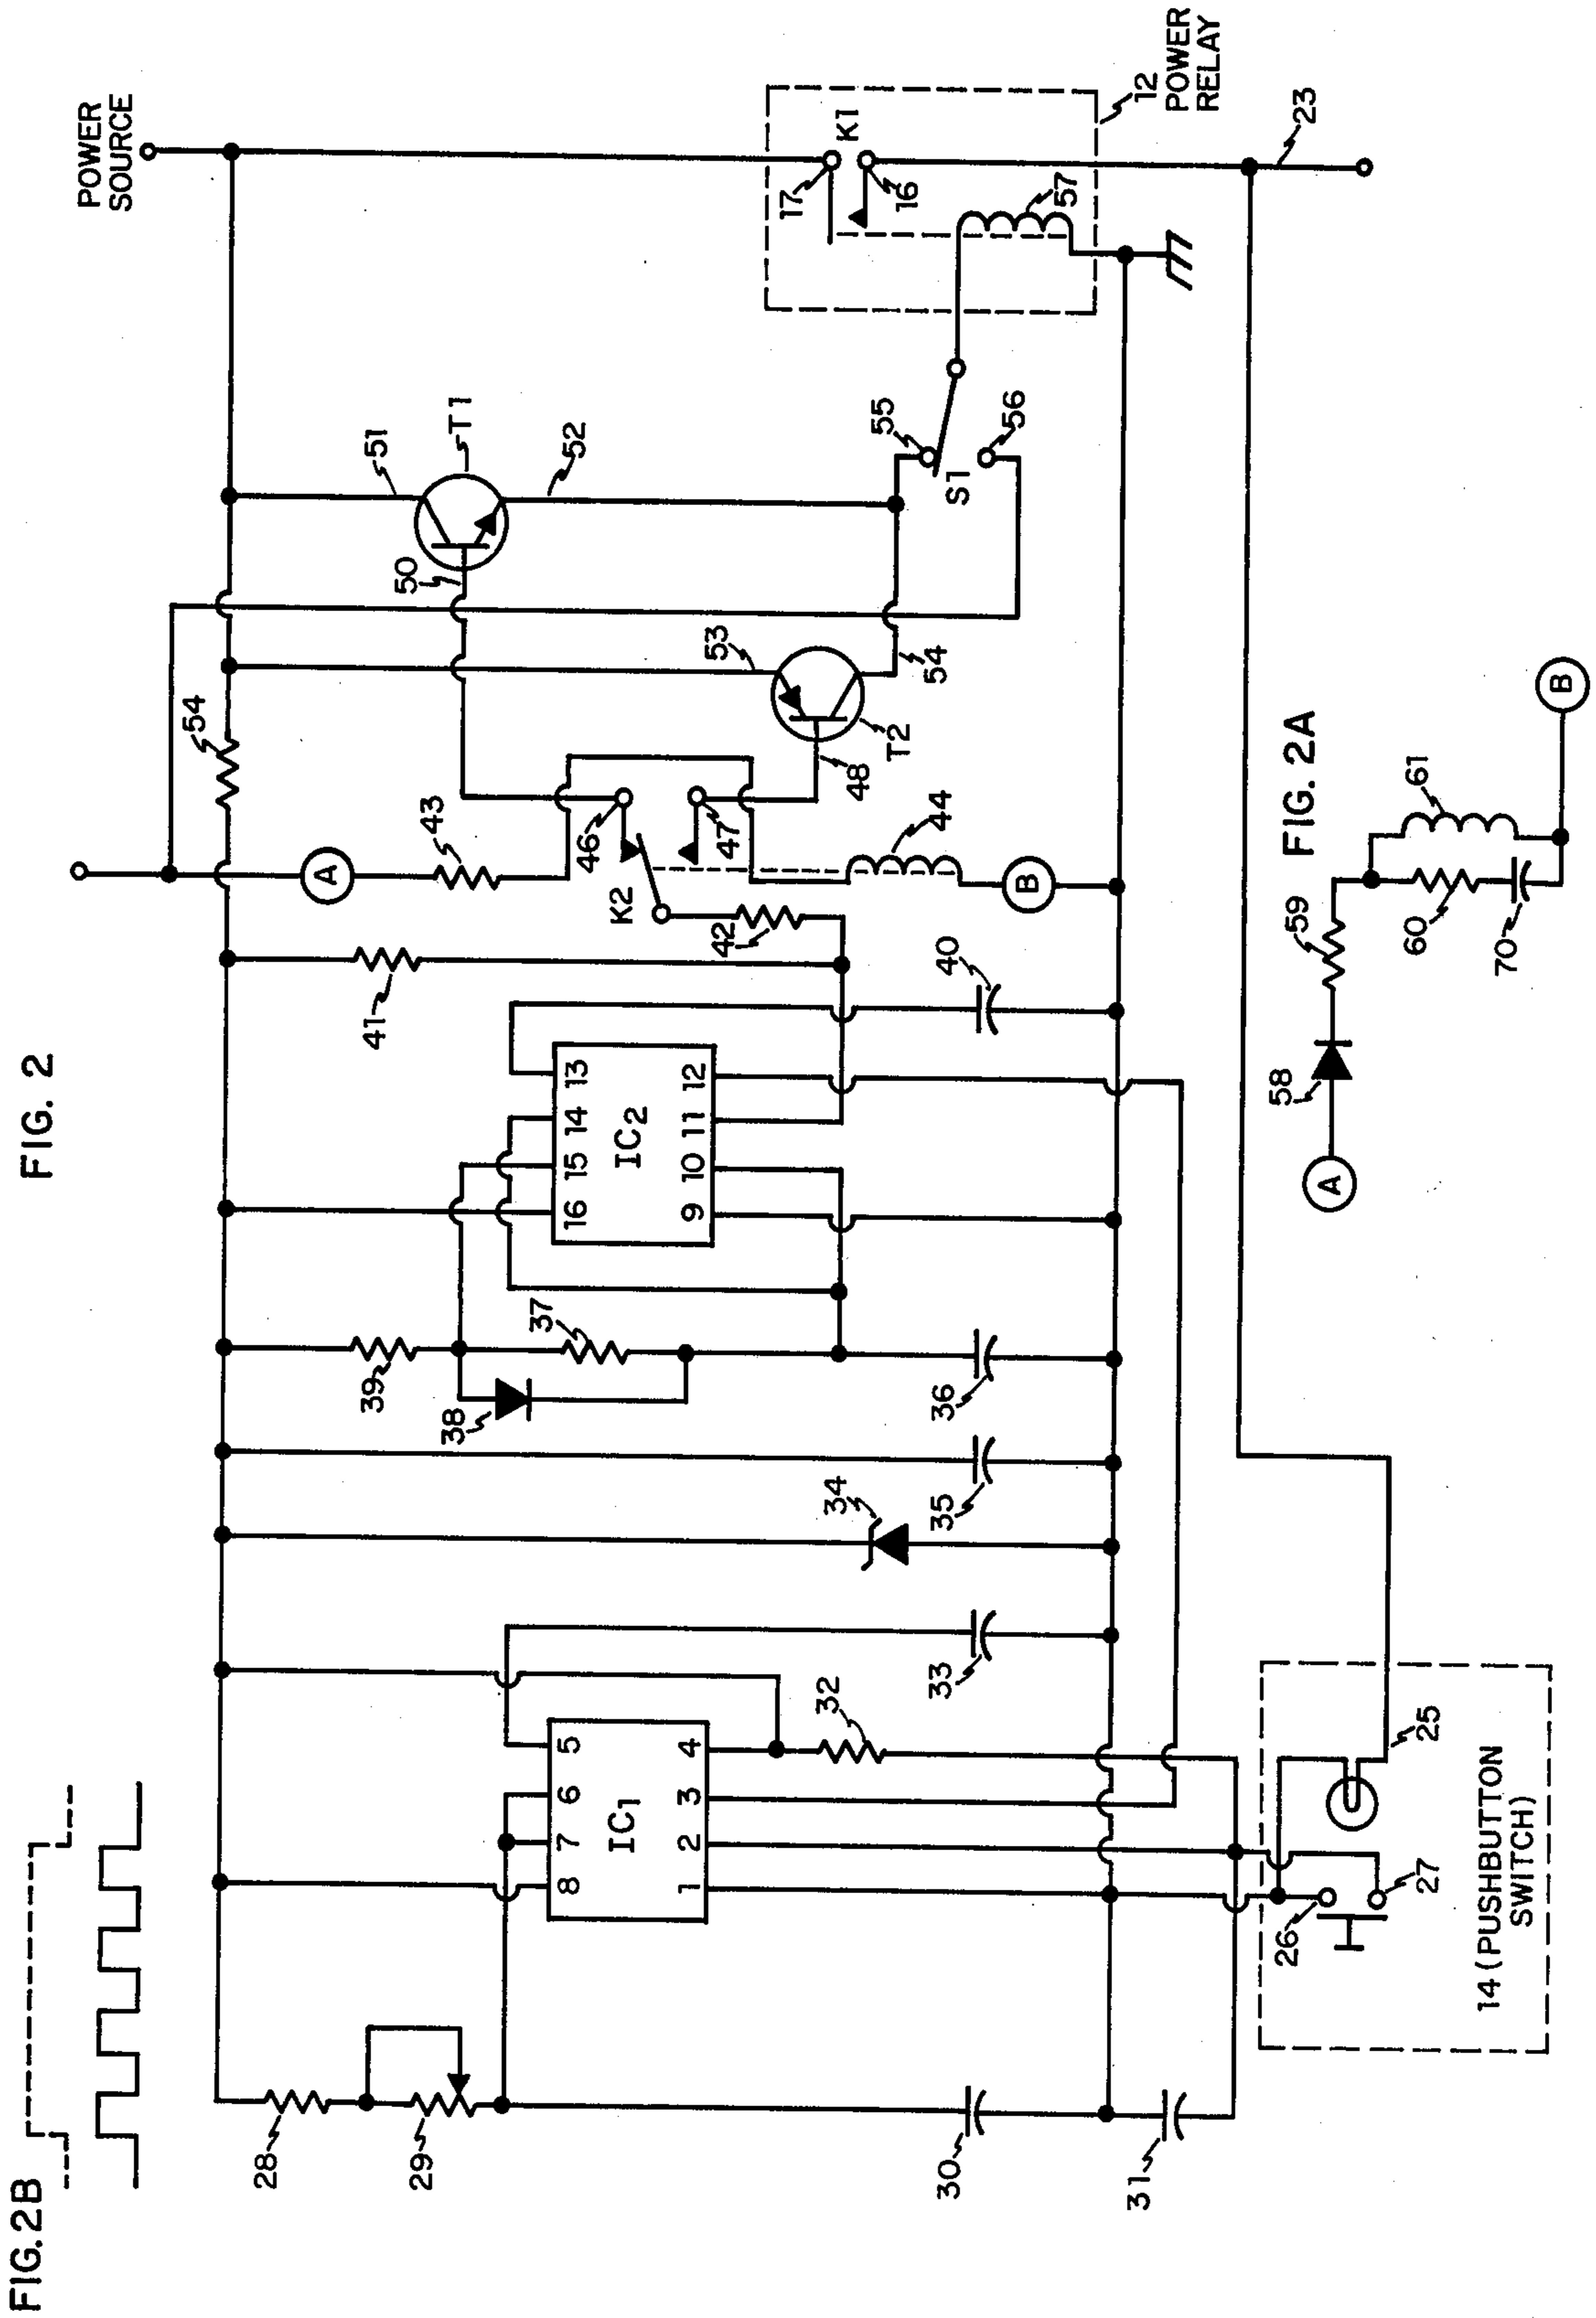 FIG. 2
FIG. 2B
FIG. 2A
POWER
SOURCE
28
29
30
31
8
7
6
5
IC1
1
2
3
4
32
33
34
35
36
37
38
39
16
15
14
13
IC2
9
10
11
12
40
41
42
K2
43
A
44
B
46
47
48
T2
53
54
54
50
51
T1
52
55
56
S1
57
17
16
K1
12
POWER
RELAY
23
25
26
27
14 (PUSHBUTTON
SWITCH)
A
58
59
60
61
70
B